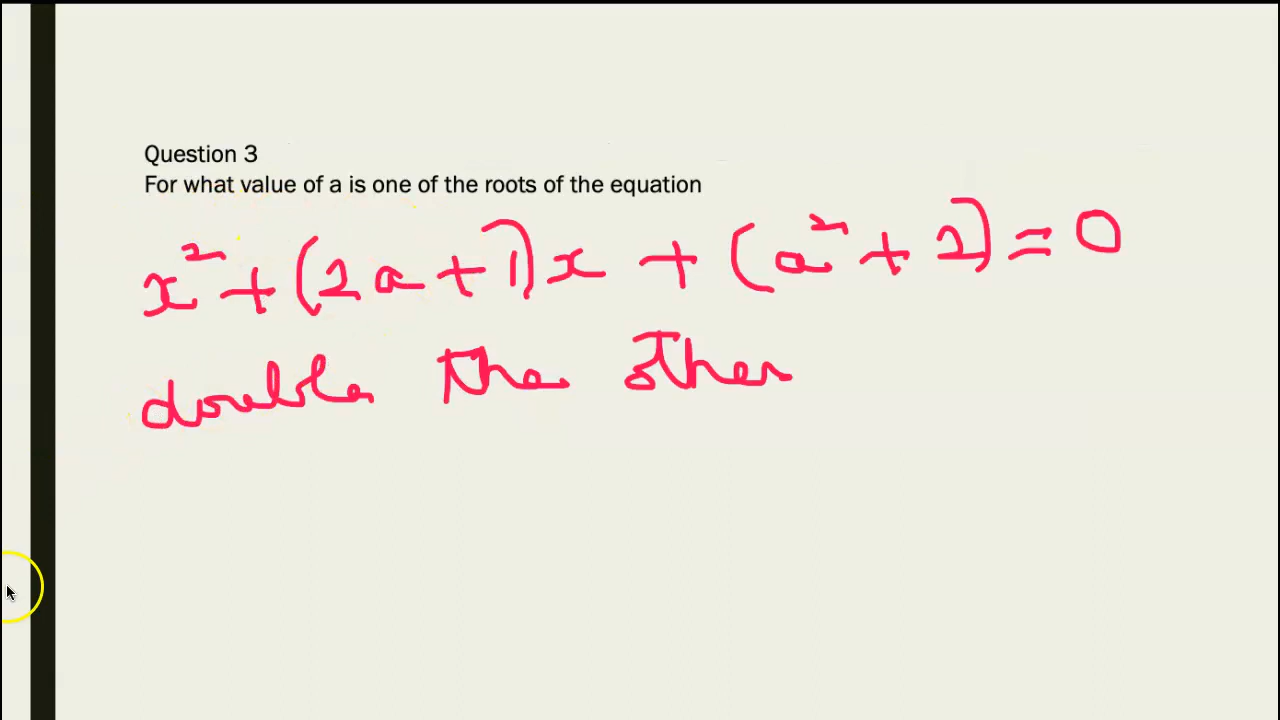 Question 3
For what value of a is one of the roots of the equation
x² + (2a + 1)x + (a² + 2) = 0
double the other